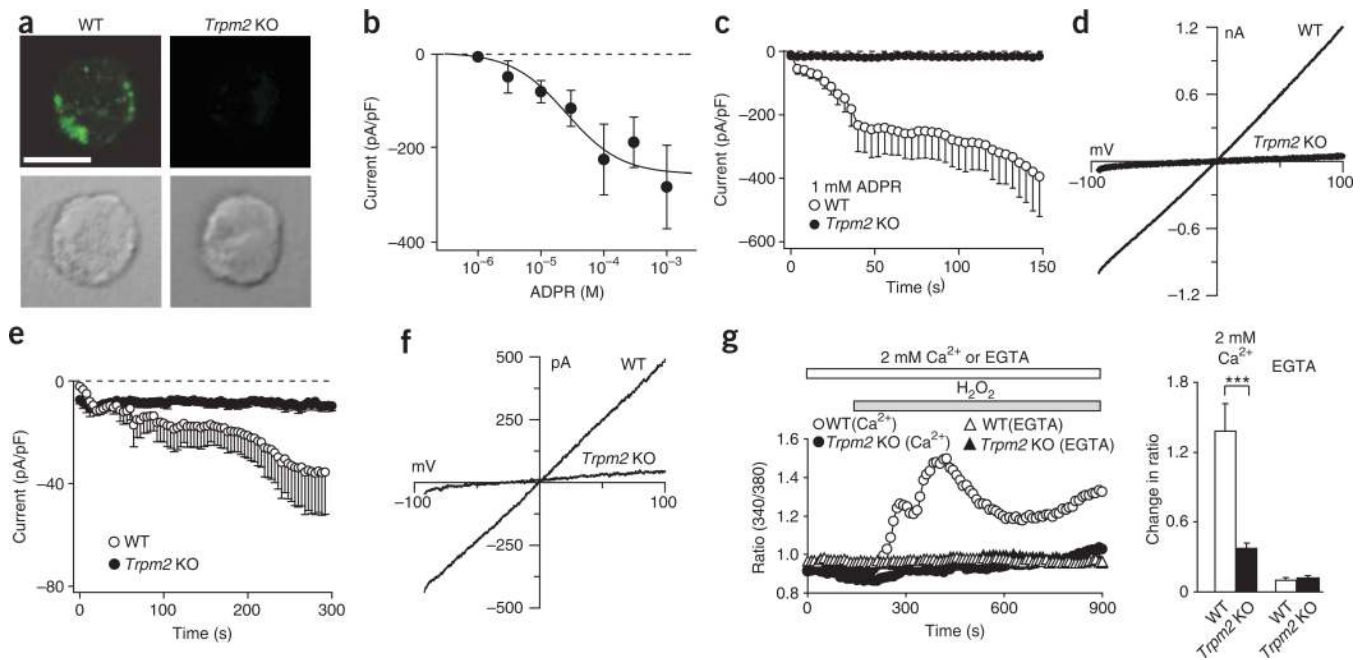 a
WT
Trpm2 KO
b
0
−200
−400
Current (pA/pF)
10⁻⁶
10⁻⁵
10⁻⁴
10⁻³
ADPR (M)
c
0
−200
−400
−600
Current (pA/pF)
1 mM ADPR
WT
Trpm2 KO
0
50
100
150
Time (s)
d
1.2
nA
WT
0.6
Trpm2 KO
mV
−100
100
−0.6
−1.2
e
0
−40
−80
Current (pA/pF)
WT
Trpm2 KO
0
100
200
300
Time (s)
f
500
pA
WT
250
Trpm2 KO
mV
−100
100
−250
−500
g
2 mM Ca²⁺ or EGTA
H₂O₂
WT(Ca²⁺)
WT(EGTA)
Trpm2 KO (Ca²⁺)
Trpm2 KO (EGTA)
1.6
1.4
1.2
1.0
0.8
Ratio (340/380)
0
300
600
900
Time (s)
2 mM
Ca²⁺
EGTA
***
1.8
1.2
0.6
0
Change in ratio
WT
Trpm2 KO
WT
Trpm2 KO